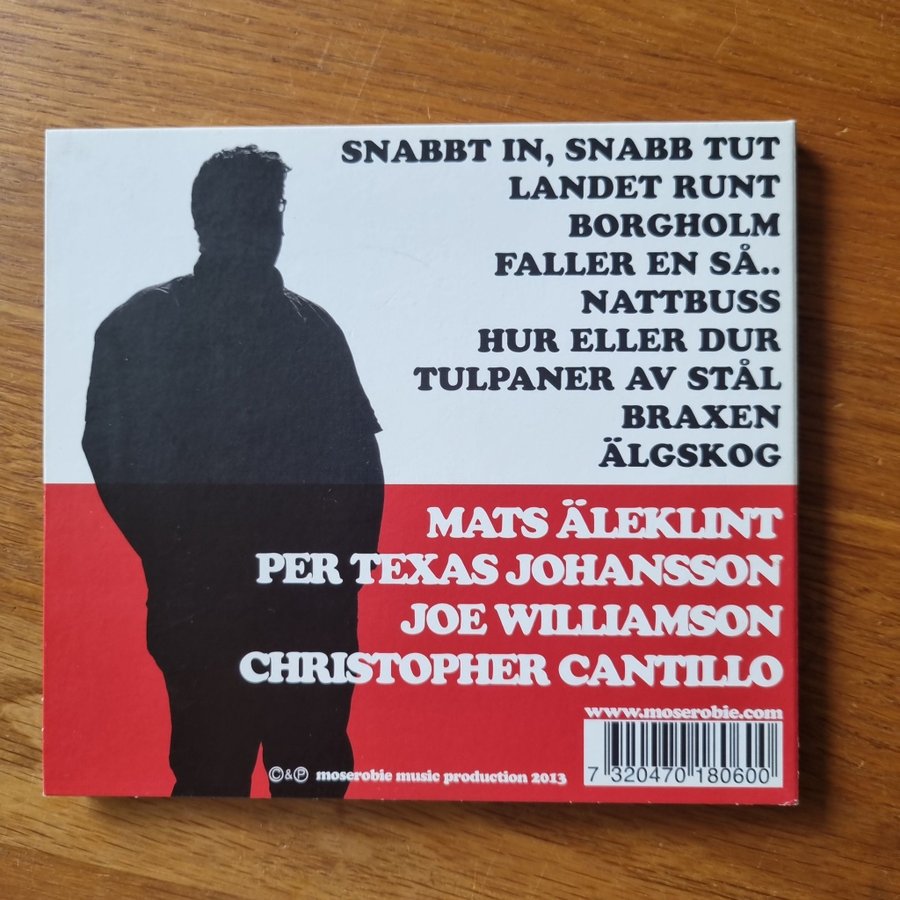 SNABBT IN, SNABB TUT
LANDET RUNT
BORGHOLM
FALLER EN SÅ..
NATTBUSS
HUR ELLER DUR
TULPANER AV STÅL
BRAXEN
ÄLGSKOG
MATS ÄLEKLINT
PER TEXAS JOHANSSON
JOE WILLIAMSON
CHRISTOPHER CANTILLO
www.moserobie.com
7 320470 180600
©&℗ moserobie music production 2013